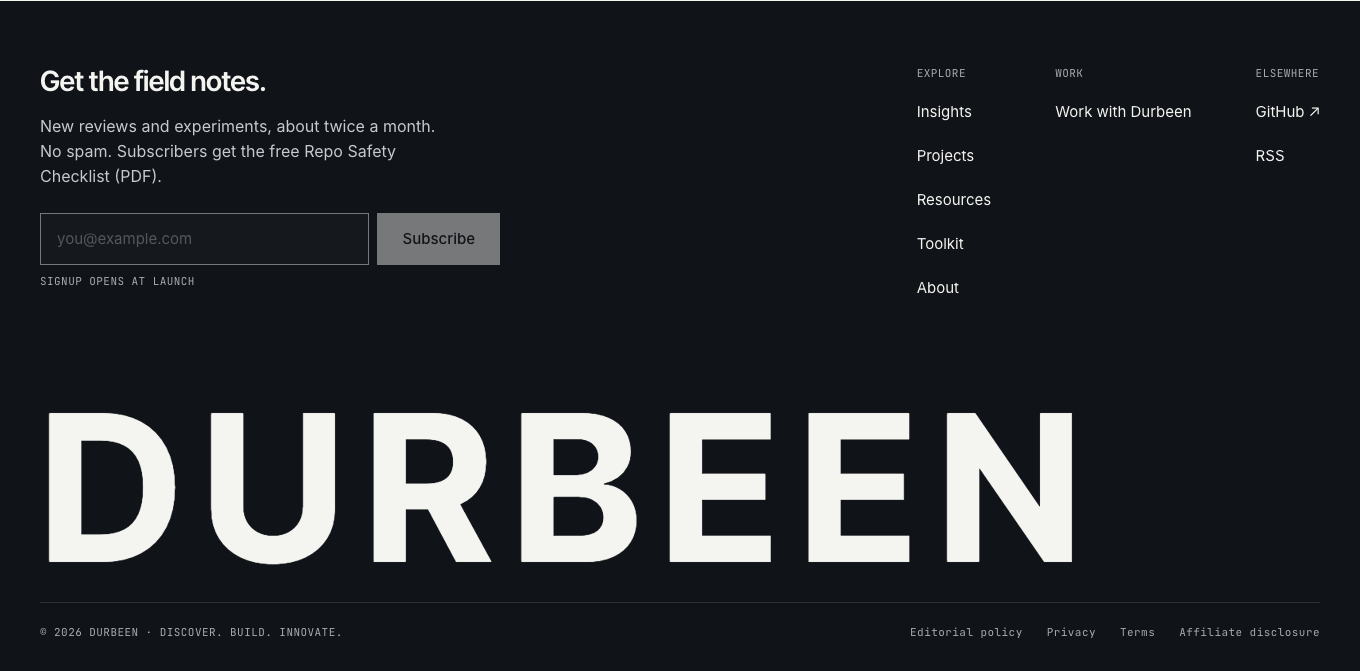 Get the field notes.
New reviews and experiments, about twice a month.
No spam. Subscribers get the free Repo Safety
Checklist (PDF).
you@example.com
Subscribe
SIGNUP OPENS AT LAUNCH
EXPLORE
Insights
Projects
Resources
Toolkit
About
WORK
Work with Durbeen
ELSEWHERE
GitHub ↗
RSS
DURBEEN
© 2026 DURBEEN · DISCOVER. BUILD. INNOVATE.
Editorial policy Privacy Terms Affiliate disclosure